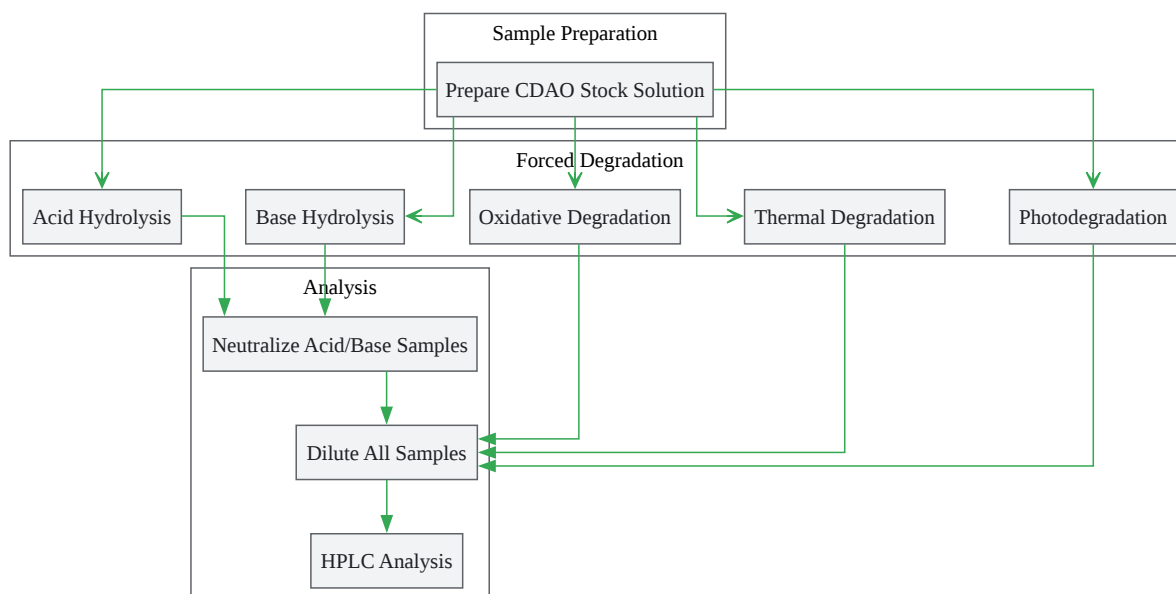 Sample Preparation
Prepare CDAO Stock Solution
Forced Degradation
Acid Hydrolysis
Base Hydrolysis
Oxidative Degradation
Thermal Degradation
Photodegradation
Analysis
Neutralize Acid/Base Samples
Dilute All Samples
HPLC Analysis